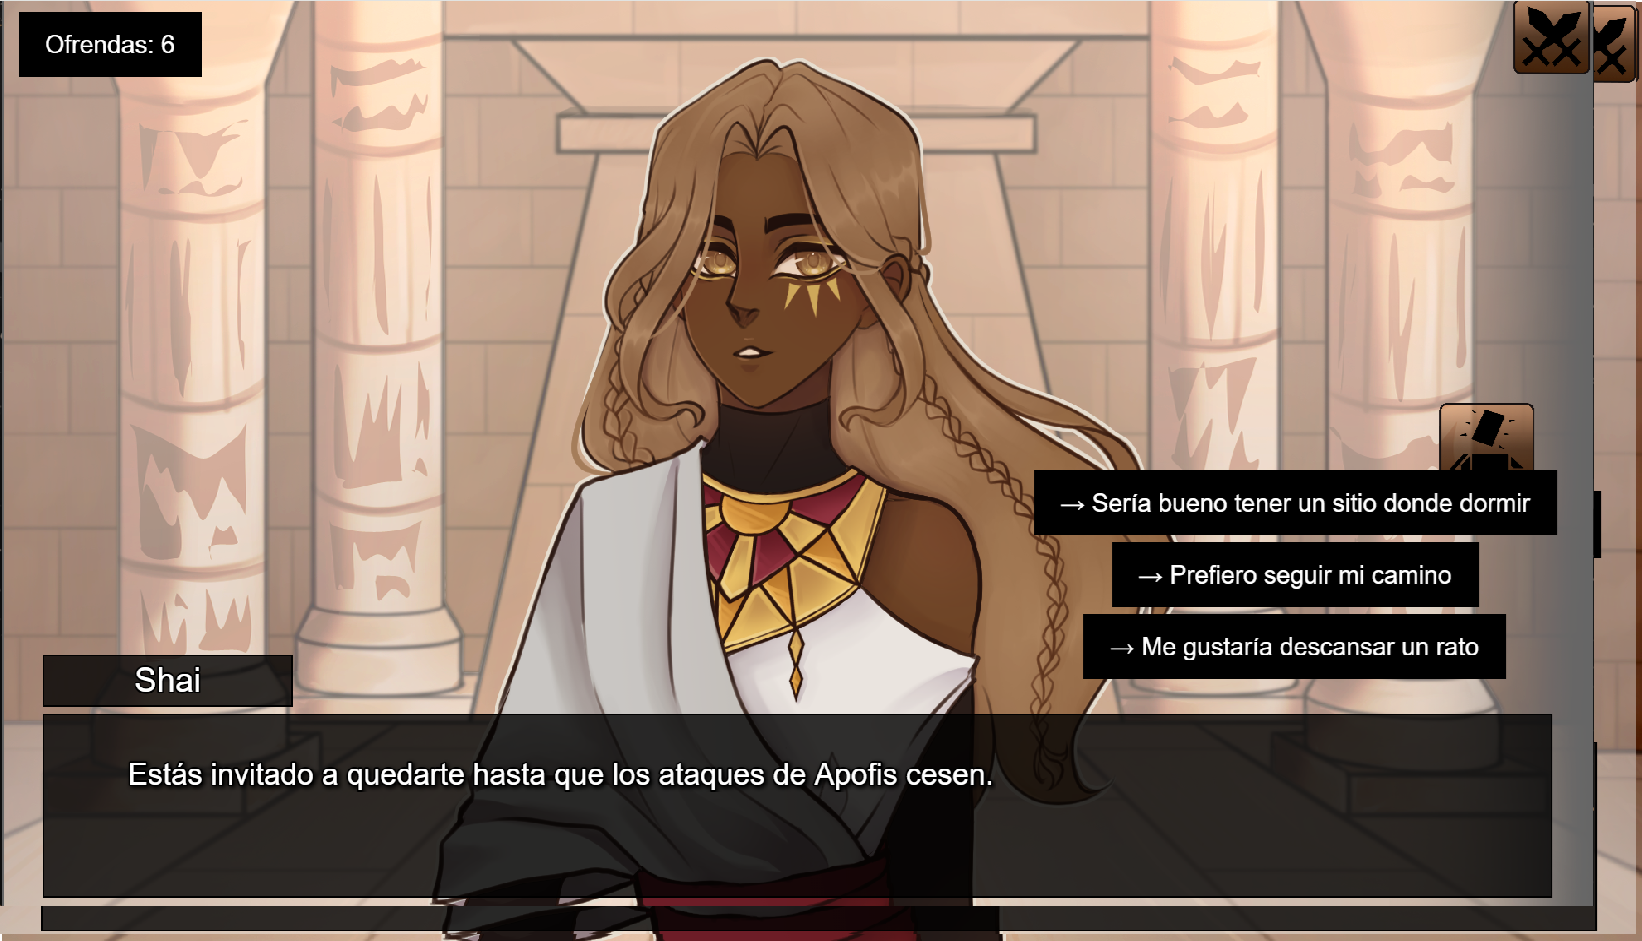 Ofrendas: 6
→ Sería bueno tener un sitio donde dormir
→ Prefiero seguir mi camino
→ Me gustaría descansar un rato
Shai
Estás invitado a quedarte hasta que los ataques de Apofis cesen.